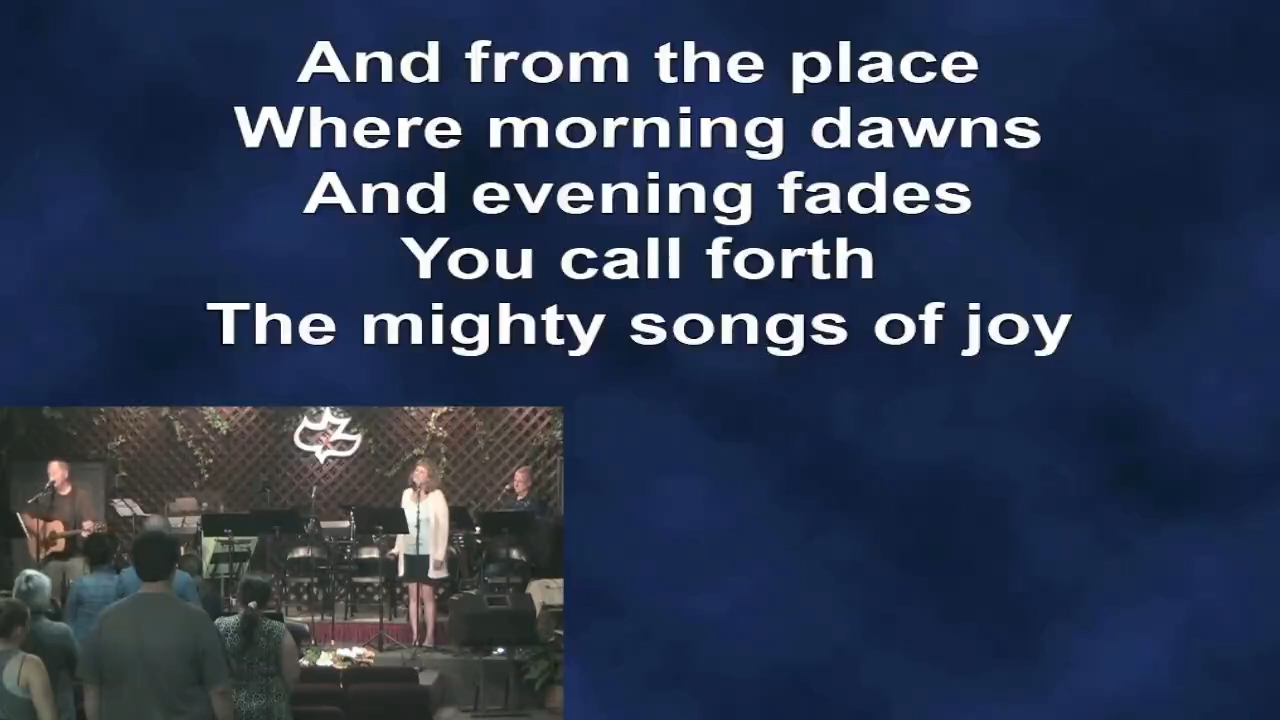 And from the place
Where morning dawns
And evening fades
You call forth
The mighty songs of joy